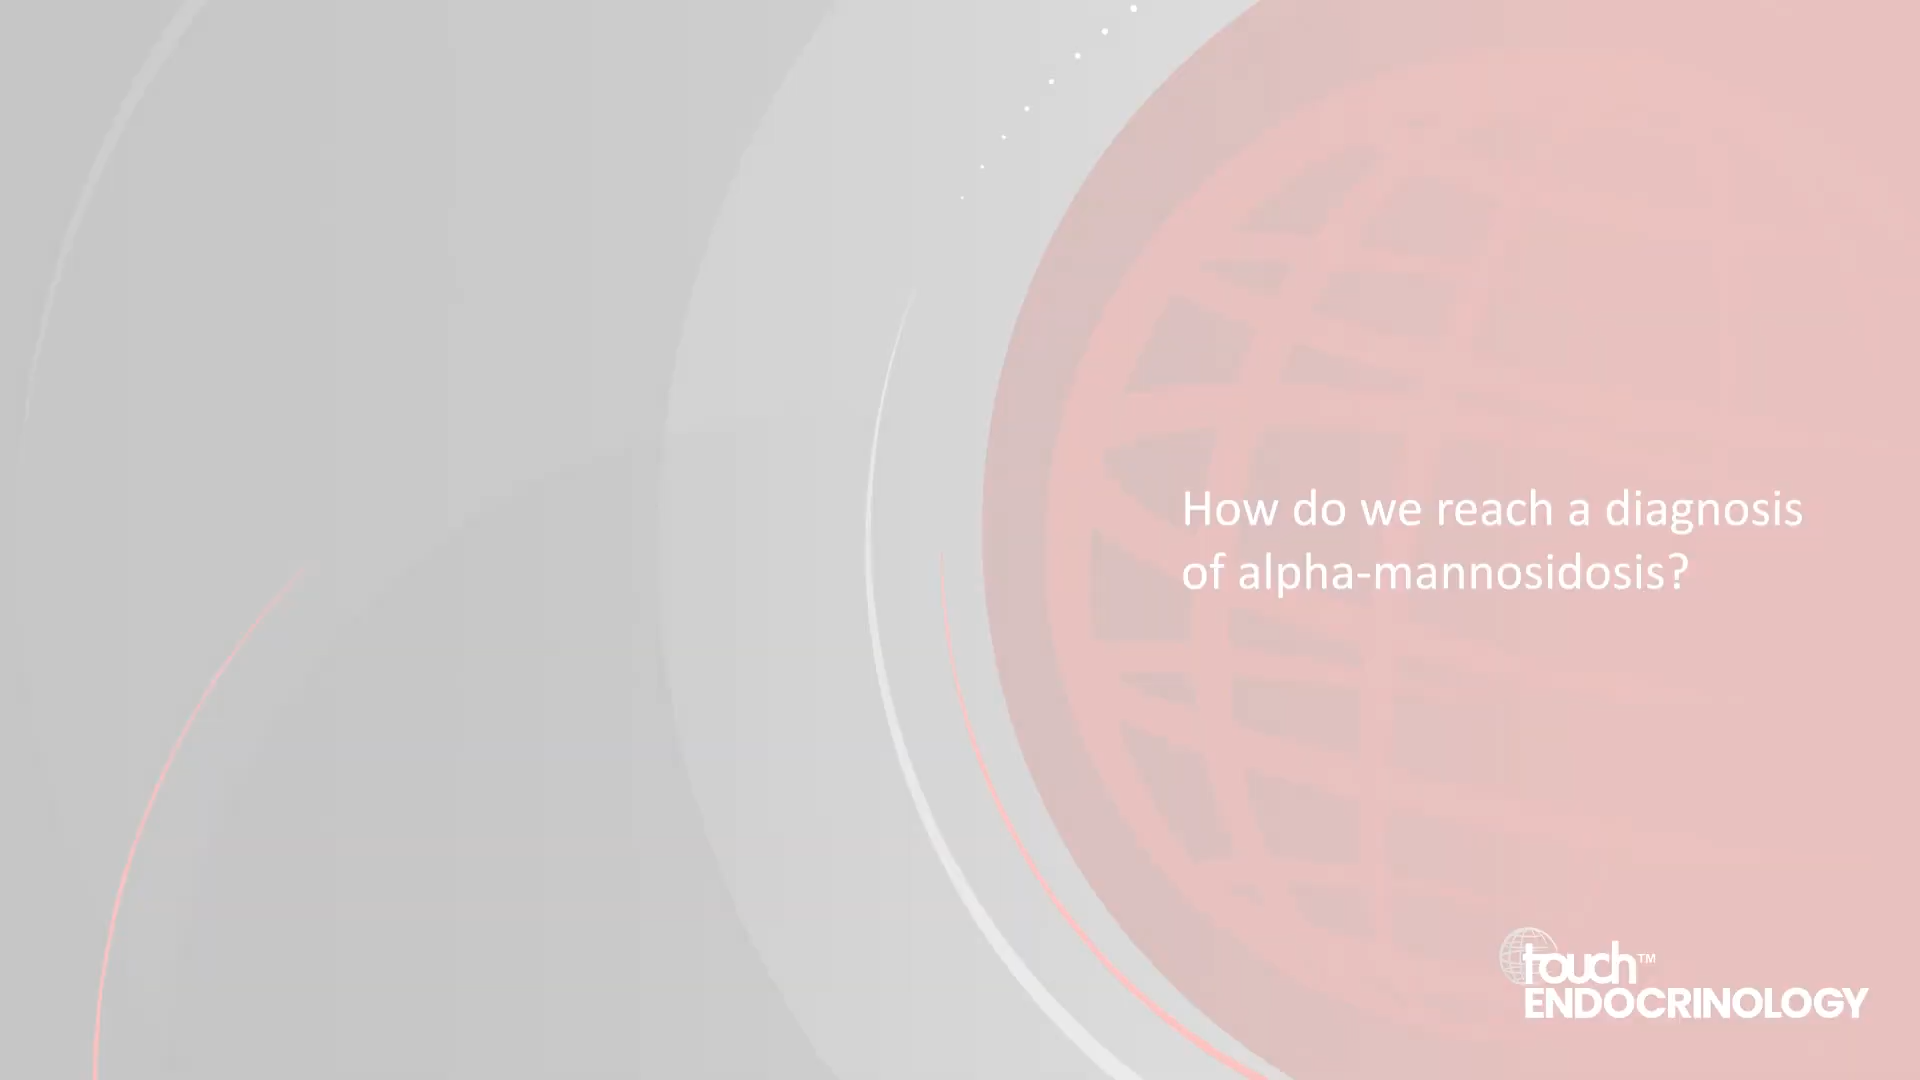 How do we reach a diagnosis
of alpha-mannosidosis?
touch™
ENDOCRINOLOGY